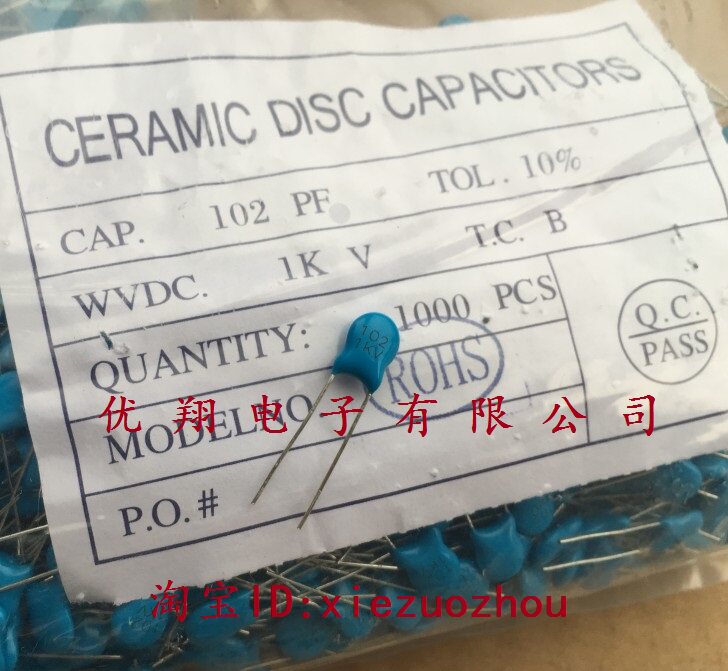 CERAMIC DISC CAPACITORS
CAP. 102 PF TOL. 10%
WVDC. 1K V T.C. B
QUANTITY: 1000 PCS
102
1KV
Q.C.
PASS
ROHS
MODELNO
优翔电子有限公司
P.O.#
淘宝ID:xiezuozhou